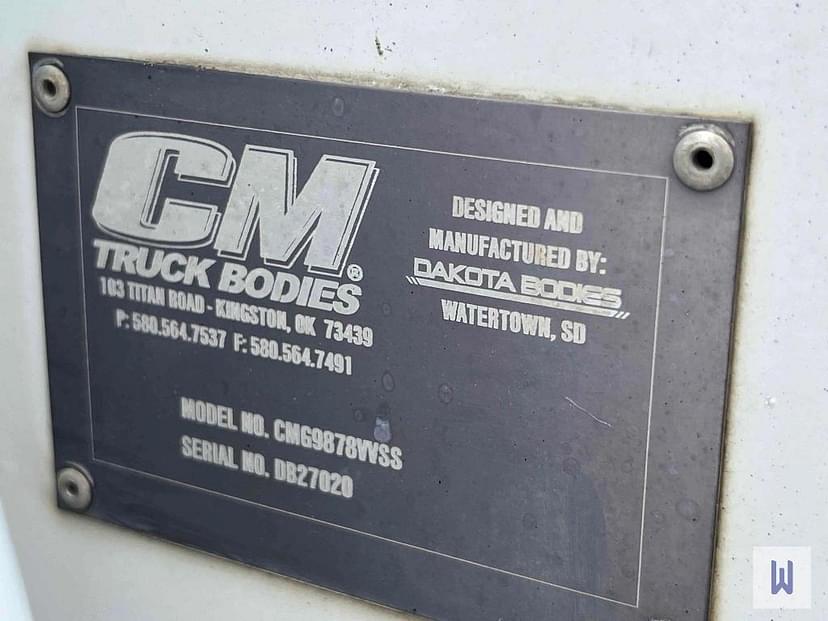 CM®
TRUCK BODIES
103 TITAN ROAD - KINGSTON, OK 73439
P: 580.564.7537 F: 580.564.7491
DESIGNED AND
MANUFACTURED BY:
DAKOTA BODIES
WATERTOWN, SD
MODEL NO. CM69878VVSS
SERIAL NO. DB27020
W